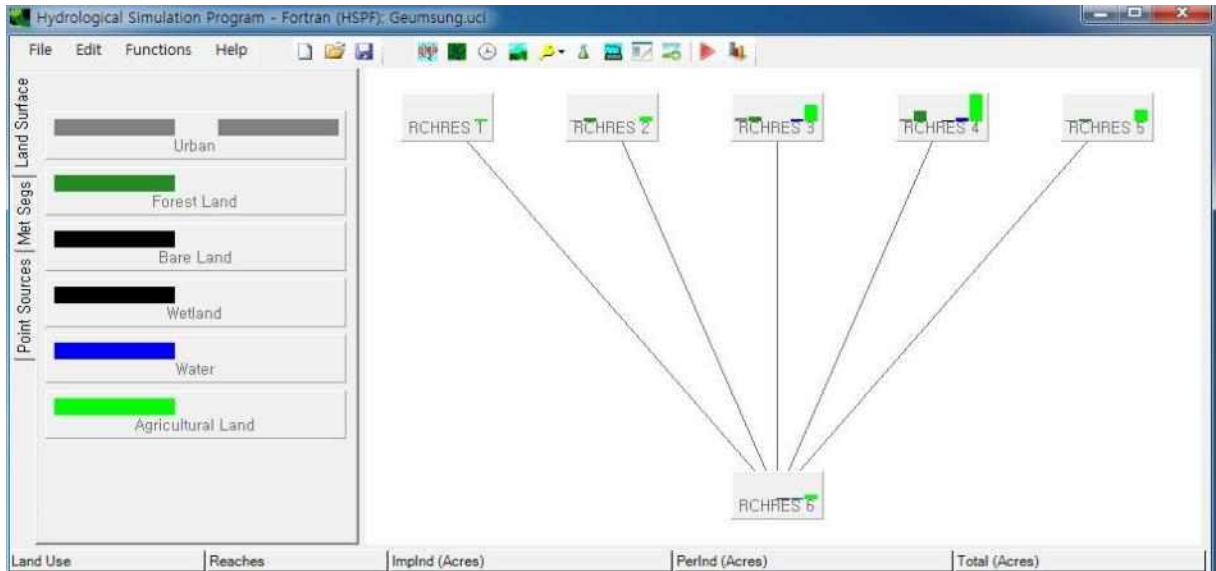 Hydrological Simulation Program - Fortran (HSPF): Geumsung.uci
File Edit Functions Help
Land Surface
Met Segs
Point Sources
Urban
Forest Land
Bare Land
Wetland
Water
Agricultural Land
RCHRES 1
RCHRES 2
RCHRES 3
RCHRES 4
RCHRES 5
RCHRES 6
Land Use Reaches ImpInd (Acres) PerInd (Acres) Total (Acres)